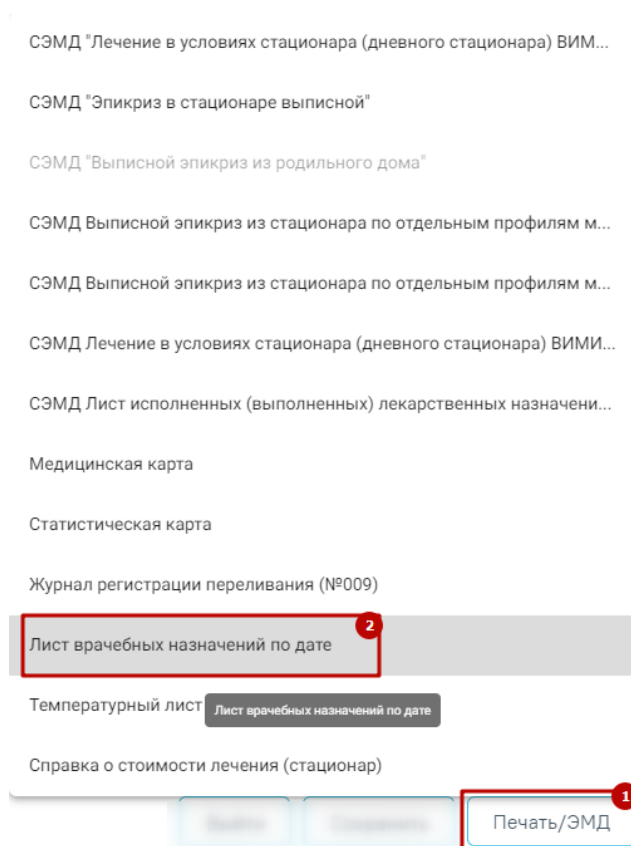 СЭМД "Лечение в условиях стационара (дневного стационара) ВИМ...
СЭМД "Эпикриз в стационаре выписной"
СЭМД "Выписной эпикриз из родильного дома"
СЭМД Выписной эпикриз из стационара по отдельным профилям м...
СЭМД Выписной эпикриз из стационара по отдельным профилям м...
СЭМД Лечение в условиях стационара (дневного стационара) ВИМИ...
СЭМД Лист исполненных (выполненных) лекарственных назначени...
Медицинская карта
Статистическая карта
Журнал регистрации переливания (№009)
2
Лист врачебных назначений по дате
Температурный лист
Лист врачебных назначений по дате
Справка о стоимости лечения (стационар)
1
Печать/ЭМД